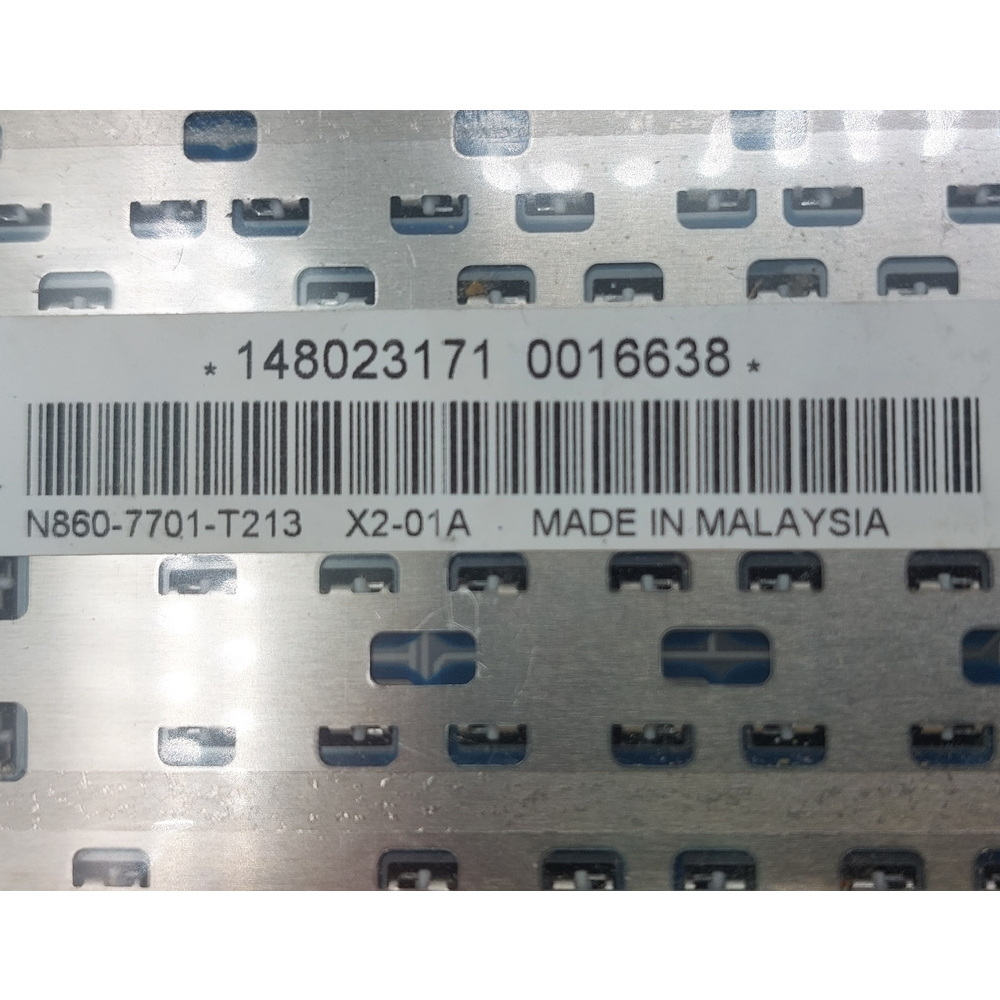 * 148023171 0016638 *
N860-7701-T213 X2-01A . MADE IN MALAYSIA